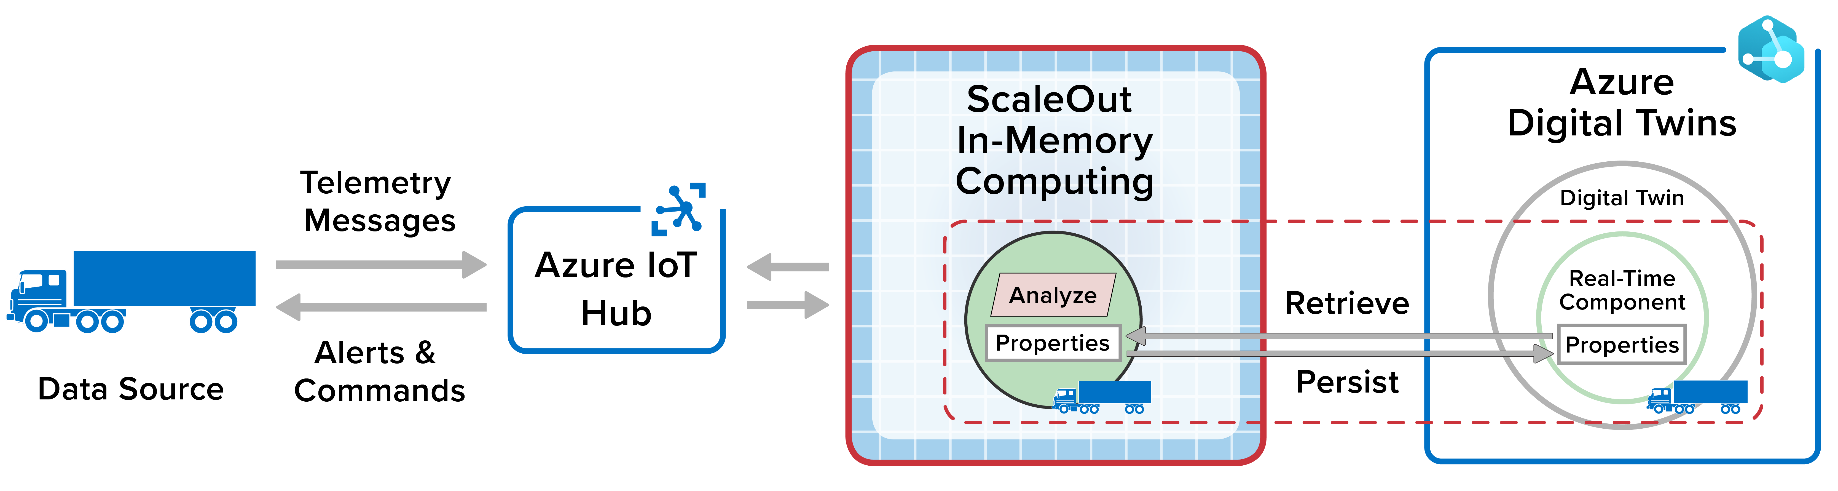 Telemetry
Messages
Data Source
Alerts &
Commands
Azure IoT
Hub
ScaleOut
In-Memory
Computing
Analyze
Properties
Retrieve
Persist
Azure
Digital Twins
Digital Twin
Real-Time
Component
Properties